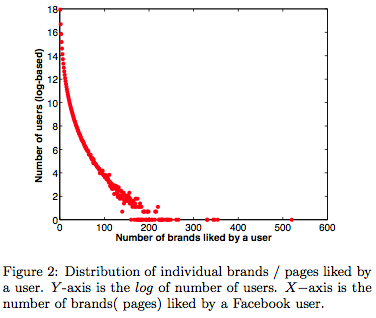 18
16
14
12
10
8
6
4
2
0
Number of users (log-based)
0 100 200 300 400 500 600
Number of brands liked by a user
Figure 2: Distribution of individual brands / pages liked by
a user. Y-axis is the log of number of users. X−axis is the
number of brands( pages) liked by a Facebook user.